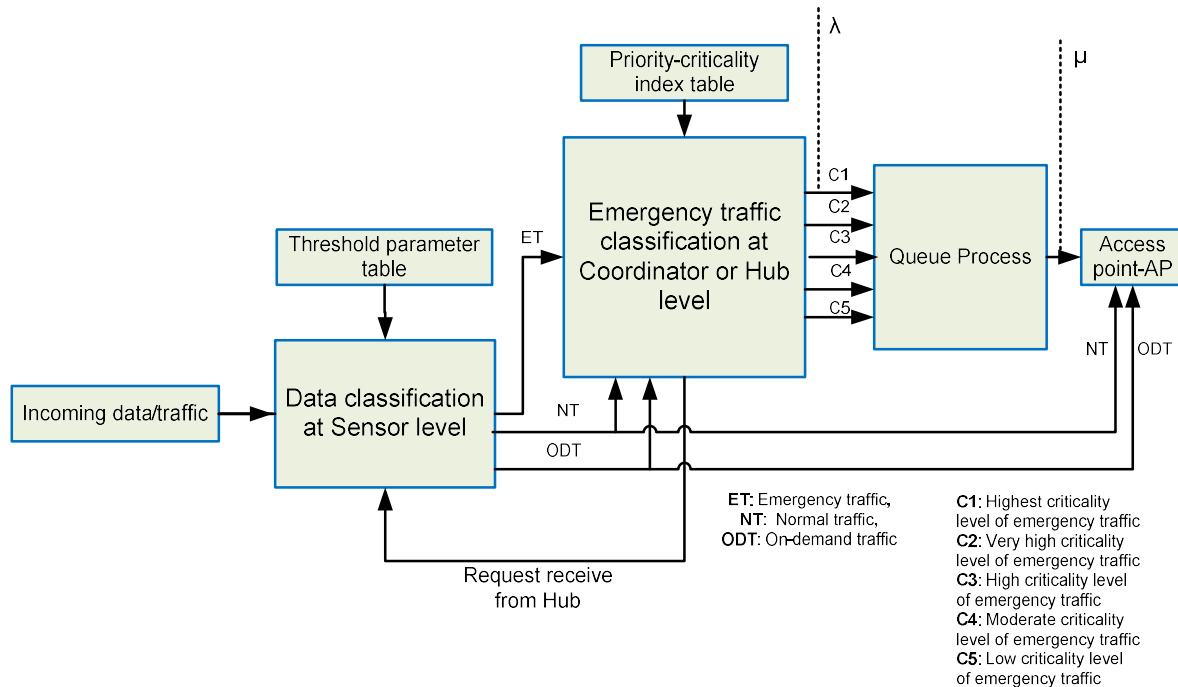 λ
μ
Priority-criticality
index table
C1
C2
C3
C4
C5
Emergency traffic
classification at
Coordinator or Hub
level
Queue Process
Access
point-AP
ET
Threshold parameter
table
NT
ODT
Incoming data/traffic
Data classification
at Sensor level
NT
ODT
Request receive
from Hub
ET: Emergency traffic,
NT: Normal traffic,
ODT: On-demand traffic
C1: Highest criticality
level of emergency traffic
C2: Very high criticality
level of emergency traffic
C3: High criticality level
of emergency traffic
C4: Moderate criticality
level of emergency traffic
C5: Low criticality level
of emergency traffic